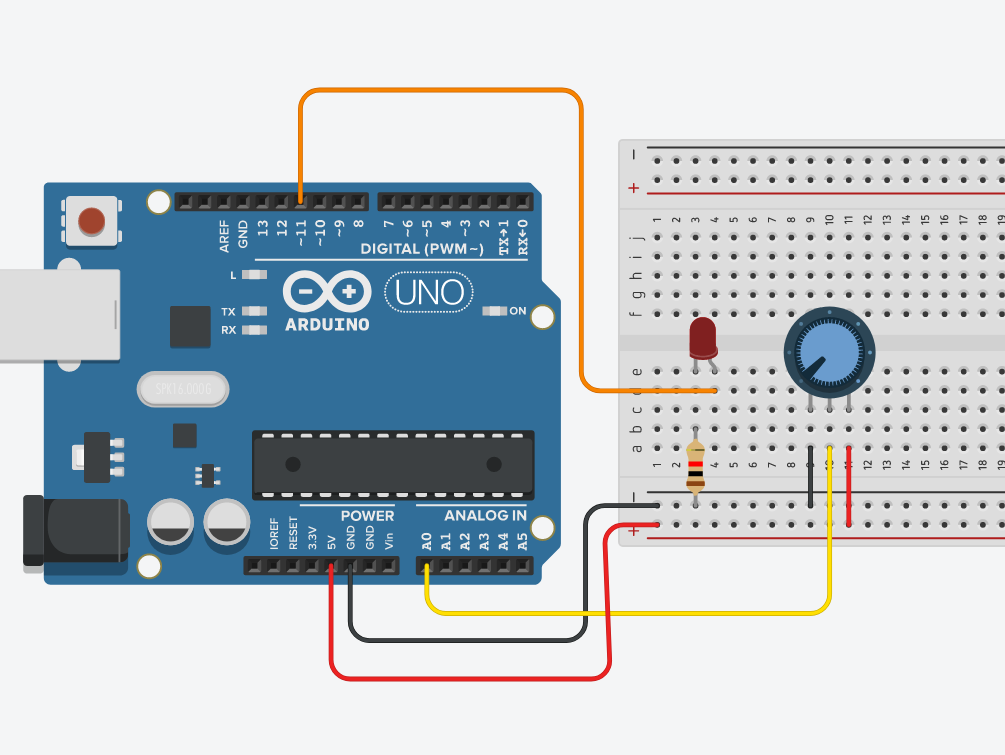 AREF
GND
13
12
~11
~10
~9
8
7
~6
~5
4
~3
2
TX→1
RX←0
DIGITAL (PWM~)
L
TX
RX
ARDUINO
UNO
ON
SPK16.000G
IOREF
RESET
3.3V
5V
GND
GND
Vin
POWER
ANALOG IN
A0
A1
A2
A3
A4
A5
−
+
1 2 3 4 5 6 7 8 9 10 11 12 13 14 15 16 17 18 19
j
i
h
g
f
e
d
c
b
a
1 2 3 4 5 6 7 8 9 10 11 12 13 14 15 16 17 18 19
−
+